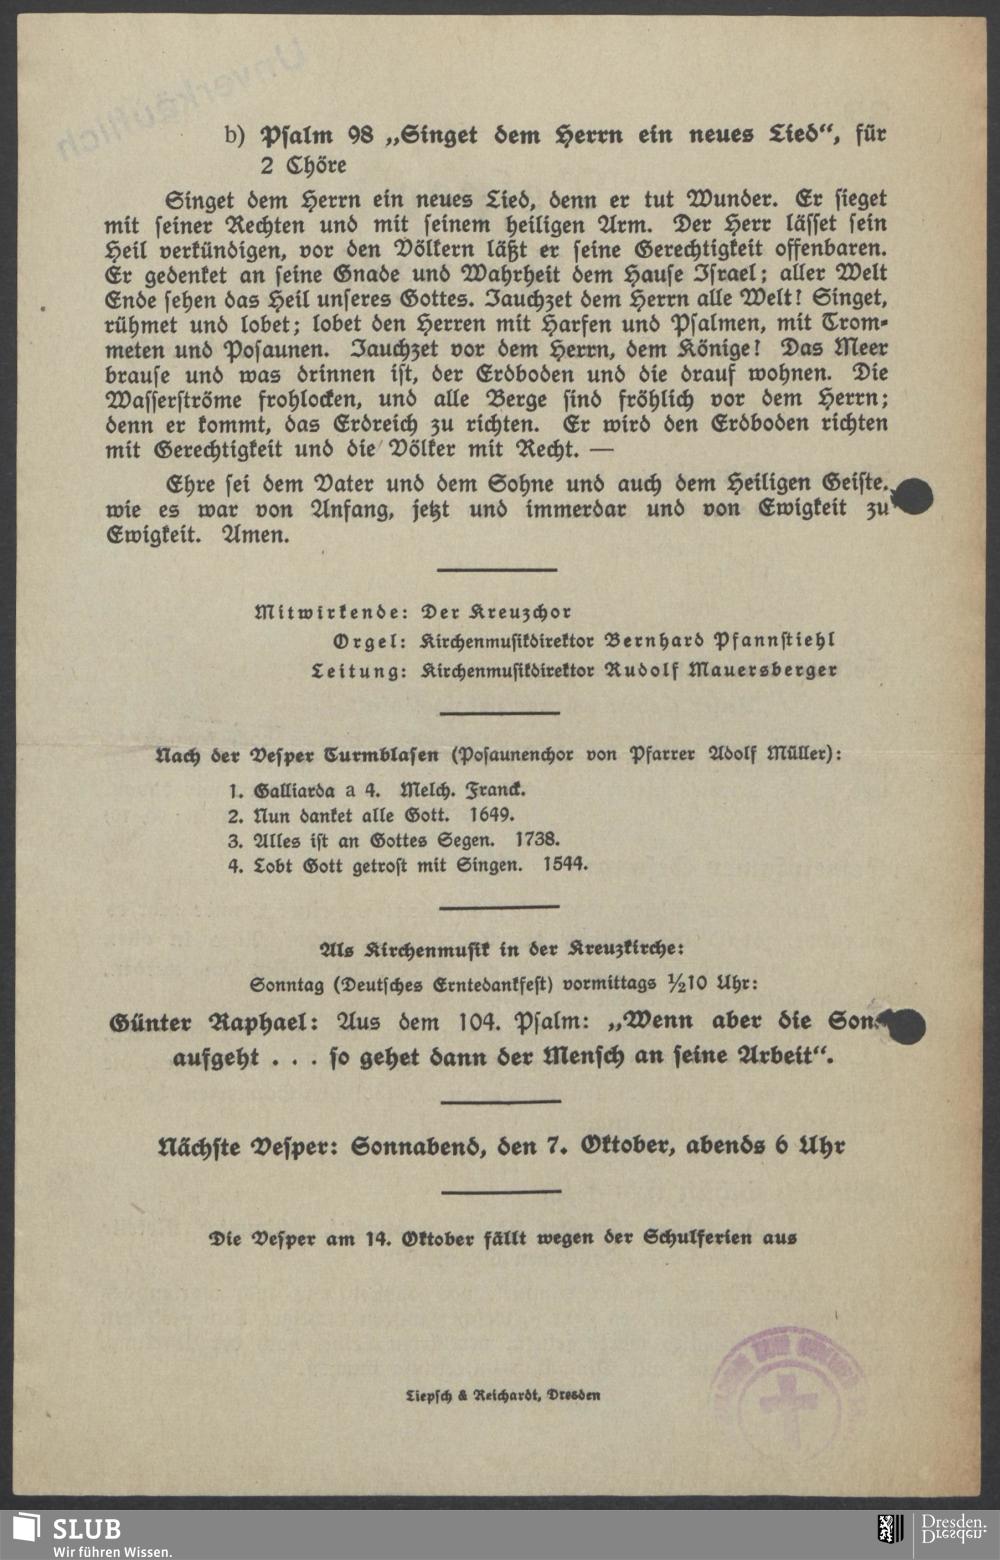 Unverkäuflich
b) Psalm 98 „Singet dem Herrn ein neues Lied“, für
2 Chöre
Singet dem Herrn ein neues Lied, denn er tut Wunder. Er sieget
mit seiner Rechten und mit seinem heiligen Arm. Der Herr lässet sein
Heil verkündigen, vor den Völkern läßt er seine Gerechtigkeit offenbaren.
Er gedenket an seine Gnade und Wahrheit dem Hause Israel; aller Welt
Ende sehen das Heil unseres Gottes. Jauchzet dem Herrn alle Welt! Singet,
rühmet und lobet; lobet den Herren mit Harfen und Psalmen, mit Trom-
meten und Posaunen. Jauchzet vor dem Herrn, dem Könige! Das Meer
brause und was drinnen ist, der Erdboden und die drauf wohnen. Die
Wasserströme frohlocken, und alle Berge sind fröhlich vor dem Herrn;
denn er kommt, das Erdreich zu richten. Er wird den Erdboden richten
mit Gerechtigkeit und die Völker mit Recht. —
Ehre sei dem Vater und dem Sohne und auch dem Heiligen Geiste.
wie es war von Anfang, jetzt und immerdar und von Ewigkeit zu
Ewigkeit. Amen.
Mitwirkende: Der Kreuzchor
Orgel: Kirchenmusikdirektor Bernhard Pfannstiehl
Leitung: Kirchenmusikdirektor Rudolf Mauersberger
Nach der Vesper Turmblasen (Posaunenchor von Pfarrer Adolf Müller):
1. Galliarda a 4. Melch. Franck.
2. Nun danket alle Gott. 1649.
3. Alles ist an Gottes Segen. 1738.
4. Lobt Gott getrost mit Singen. 1544.
Als Kirchenmusik in der Kreuzkirche:
Sonntag (Deutsches Erntedankfest) vormittags ½10 Uhr:
Günter Raphael: Aus dem 104. Psalm: „Wenn aber die Son
aufgeht . . . so gehet dann der Mensch an seine Arbeit“.
Nächste Vesper: Sonnabend, den 7. Oktober, abends 6 Uhr
Die Vesper am 14. Oktober fällt wegen der Schulferien aus
Liepsch & Reichardt, Dresden
SLUB
Wir führen Wissen.
Dresden.
Dresden.